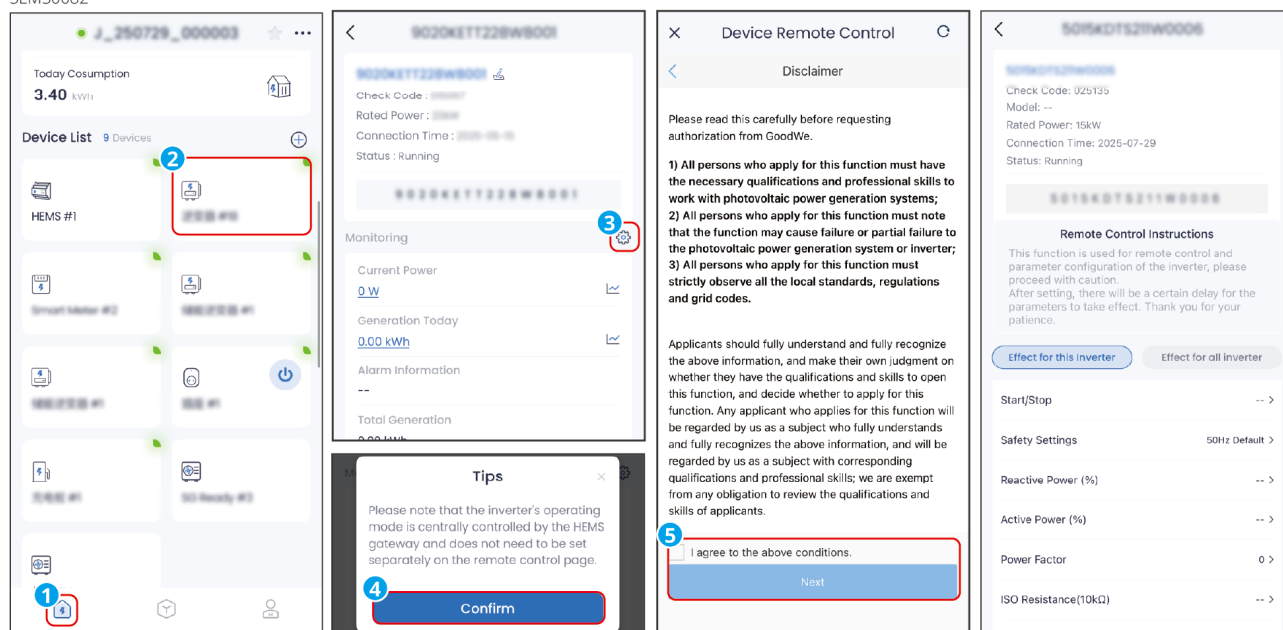 Today Cosumption
3.40 kWh
Device List 9 Devices
2
HEMS #1
1
Check Code :
Rated Power :
Connection Time :
Status : Running
3
Monitoring
Current Power
0 W
Generation Today
0.00 kWh
Alarm Information
--
Total Generation
Tips
Please note that the inverter's operating
mode is centrally controlled by the HEMS
gateway and does not need to be set
separately on the remote control page.
4
Confirm
Device Remote Control
Disclaimer
Please read this carefully before requesting
authorization from GoodWe.
1) All persons who apply for this function must have
the necessary qualifications and professional skills to
work with photovoltaic power generation systems;
2) All persons who apply for this function must note
that the function may cause failure or partial failure to
the photovoltaic power generation system or inverter;
3) All persons who apply for this function must
strictly observe all the local standards, regulations
and grid codes.
Applicants should fully understand and fully recognize
the above information, and make their own judgment on
whether they have the qualifications and skills to open
this function, and decide whether to apply for this
function. Any applicant who applies for this function will
be regarded by us as a subject who fully understands
and fully recognizes the above information, and will be
regarded by us as a subject with corresponding
qualifications and professional skills; we are exempt
from any obligation to review the qualifications and
skills of applicants.
5
I agree to the above conditions.
Next
Check Code: 025135
Model: --
Rated Power: 15kW
Connection Time: 2025-07-29
Status: Running
Remote Control Instructions
This function is used for remote control and
parameter configuration of the inverter, please
proceed with caution.
After setting, there will be a certain delay for the
parameters to take effect. Thank you for your
patience.
Effect for this Inverter Effect for all inverter
Start/Stop -- >
Safety Settings 50Hz Default >
Reactive Power (%) -- >
Active Power (%) -- >
Power Factor 0 >
ISO Resistance(10kΩ) -- >